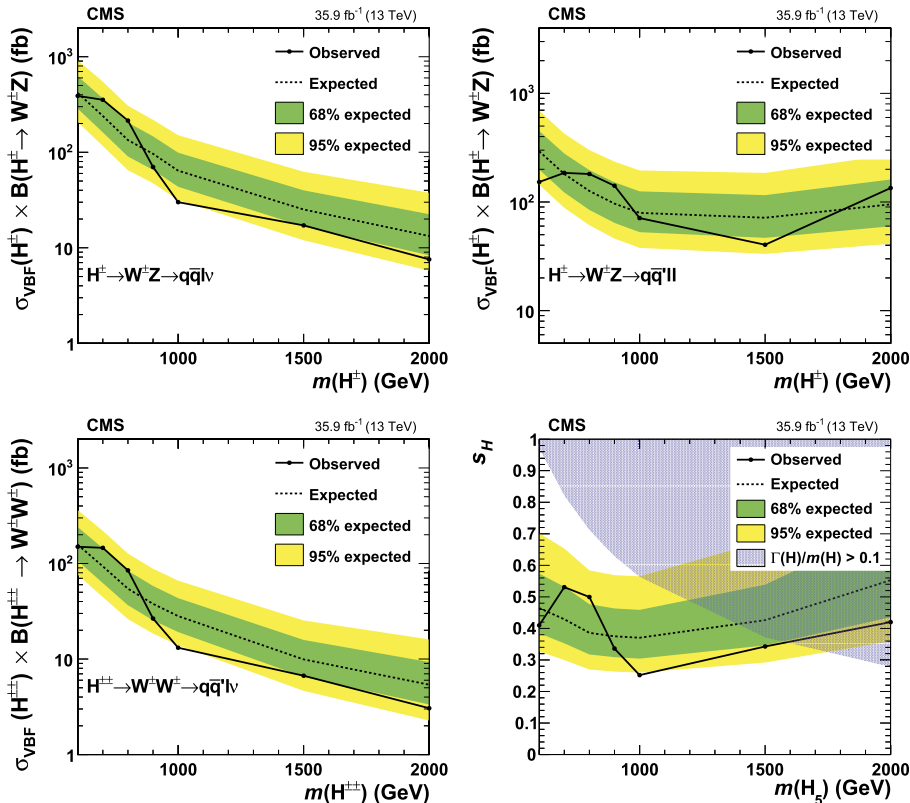 CMS
35.9 fb⁻¹ (13 TeV)
σ_VBF(H^±) × B(H^± → W^±Z) (fb)
10³
10²
10
1
Observed
Expected
68% expected
95% expected
H^±→W^±Z→qq̅lν
1000
1500
2000
m(H^±) (GeV)
CMS
35.9 fb⁻¹ (13 TeV)
σ_VBF(H^±) × B(H^± → W^±Z) (fb)
10³
10²
10
Observed
Expected
68% expected
95% expected
H^±→W^±Z→qq̅'ll
1000
1500
2000
m(H^±) (GeV)
CMS
35.9 fb⁻¹ (13 TeV)
σ_VBF (H^±±) × B(H^±± → W^±W^±) (fb)
10³
10²
10
1
Observed
Expected
68% expected
95% expected
H^±±→W^±W^±→qq̅'lν
1000
1500
2000
m(H^±±) (GeV)
CMS
35.9 fb⁻¹ (13 TeV)
s_H
1
0.9
0.8
0.7
0.6
0.5
0.4
0.3
0.2
0.1
0
Observed
Expected
68% expected
95% expected
Γ(H)/m(H) > 0.1
1000
1500
2000
m(H₅) (GeV)